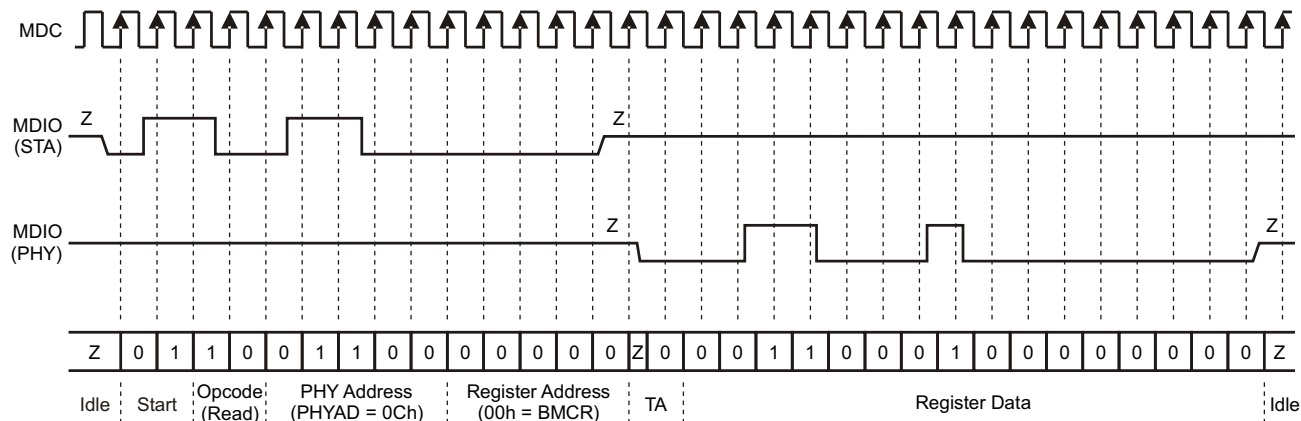 MDC
Z Z
MDIO
(STA)
Z Z
MDIO
(PHY)
Z 0 1 1 0 0 1 1 0 0 0 0 0 0 0 Z 0 0 0 1 1 0 0 0 1 0 0 0 0 0 0 0 0 Z
Idle Start Opcode PHY Address Register Address TA Register Data Idle
(Read) (PHYAD = 0Ch) (00h = BMCR)